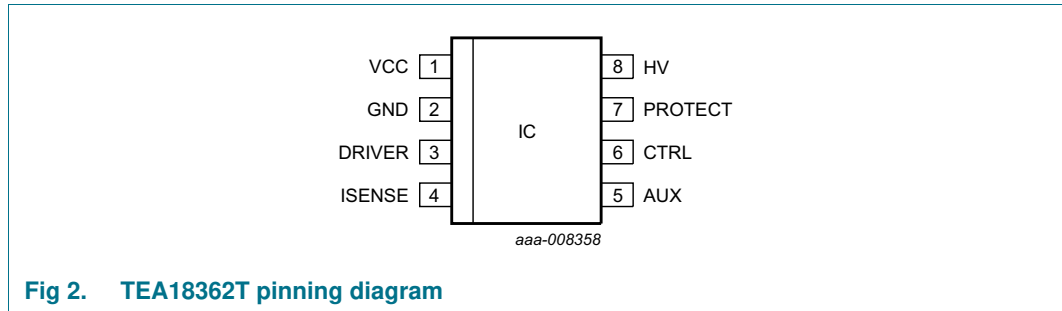 VCC 1 8 HV
GND 2 7 PROTECT
IC
DRIVER 3 6 CTRL
ISENSE 4 5 AUX
aaa-008358
Fig 2. TEA18362T pinning diagram